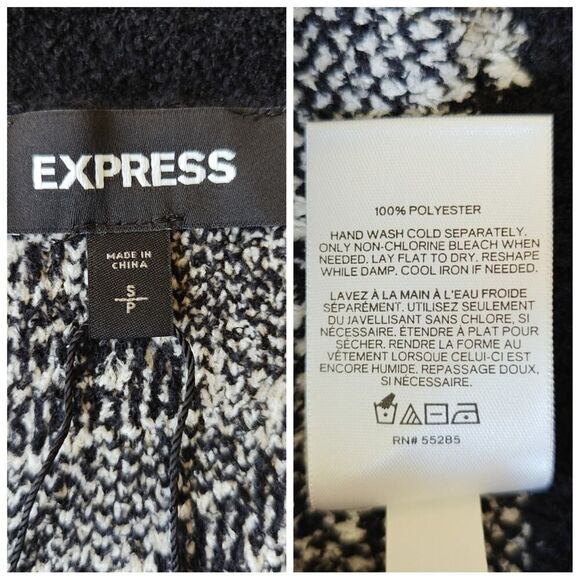 EXPRESS
MADE IN
CHINA
S
P
100% POLYESTER
HAND WASH COLD SEPARATELY.
ONLY NON-CHLORINE BLEACH WHEN
NEEDED. LAY FLAT TO DRY. RESHAPE
WHILE DAMP. COOL IRON IF NEEDED.
LAVEZ À LA MAIN À L'EAU FROIDE
SÉPARÉMENT. UTILISEZ SEULEMENT
DU JAVELLISANT SANS CHLORE, SI
NÉCESSAIRE. ÉTENDRE À PLAT POUR
SÉCHER. RENDRE LA FORME AU
VÊTEMENT LORSQUE CELUI-CI EST
ENCORE HUMIDE. REPASSAGE DOUX,
SI NÉCESSAIRE.
RN# 55285